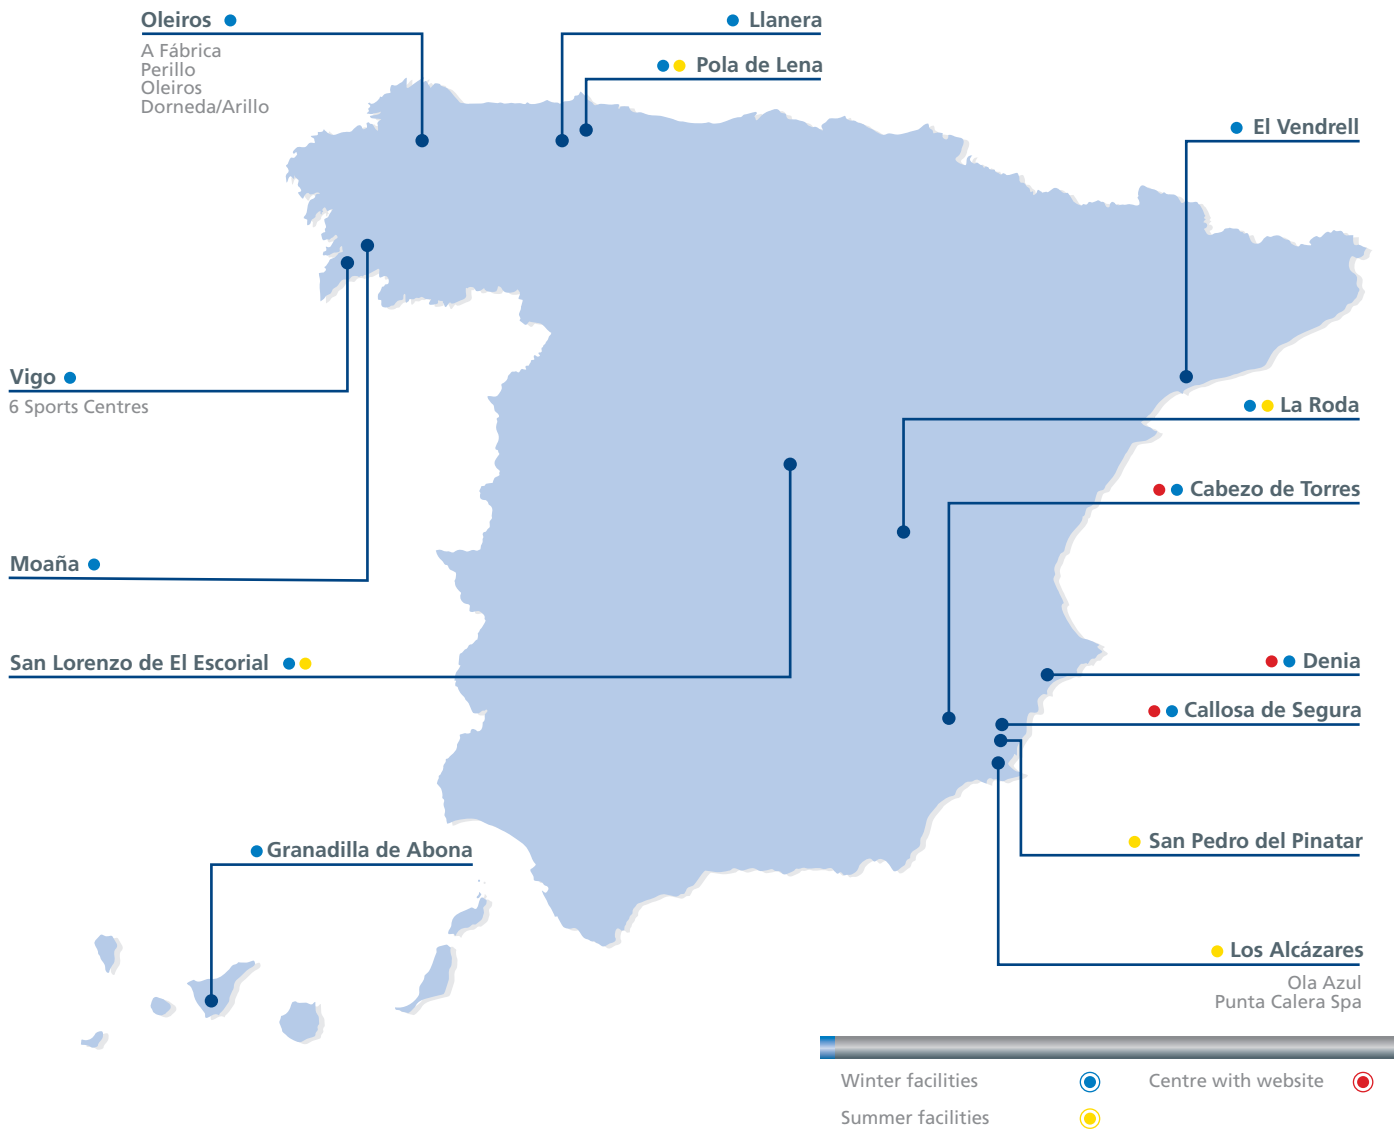 Oleiros
A Fábrica
Perillo
Oleiros
Dorneda/Arillo
Llanera
Pola de Lena
El Vendrell
Vigo
6 Sports Centres
La Roda
Cabezo de Torres
Moaña
San Lorenzo de El Escorial
Denia
Callosa de Segura
San Pedro del Pinatar
Granadilla de Abona
Los Alcázares
Ola Azul
Punta Calera Spa
Winter facilities
Centre with website
Summer facilities